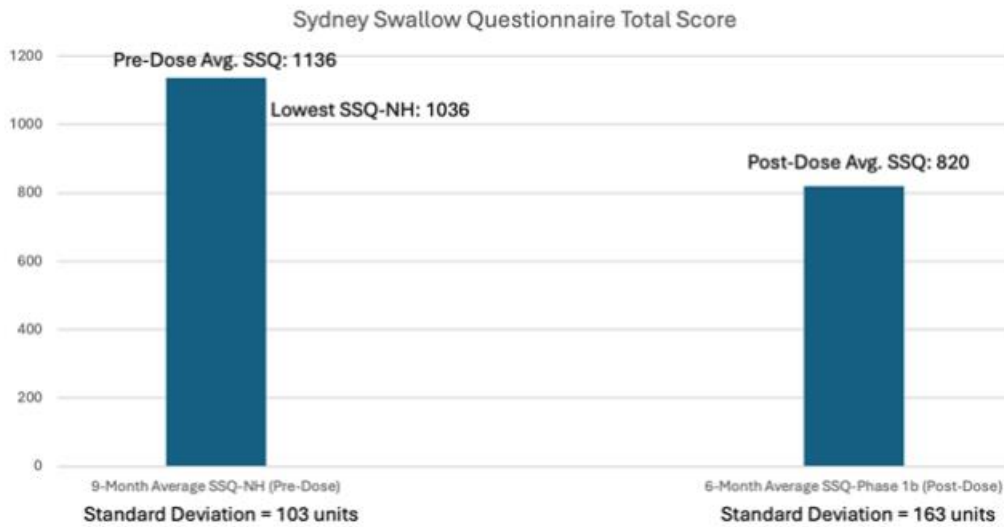 Sydney Swallow Questionnaire Total Score
1200
Pre-Dose Avg. SSQ: 1136
Lowest SSQ-NH: 1036
1000
Post-Dose Avg. SSQ: 820
800
600
400
200
0
9-Month Average SSQ-NH (Pre-Dose)
6-Month Average SSQ-Phase 1b (Post-Dose)
Standard Deviation = 103 units
Standard Deviation = 163 units